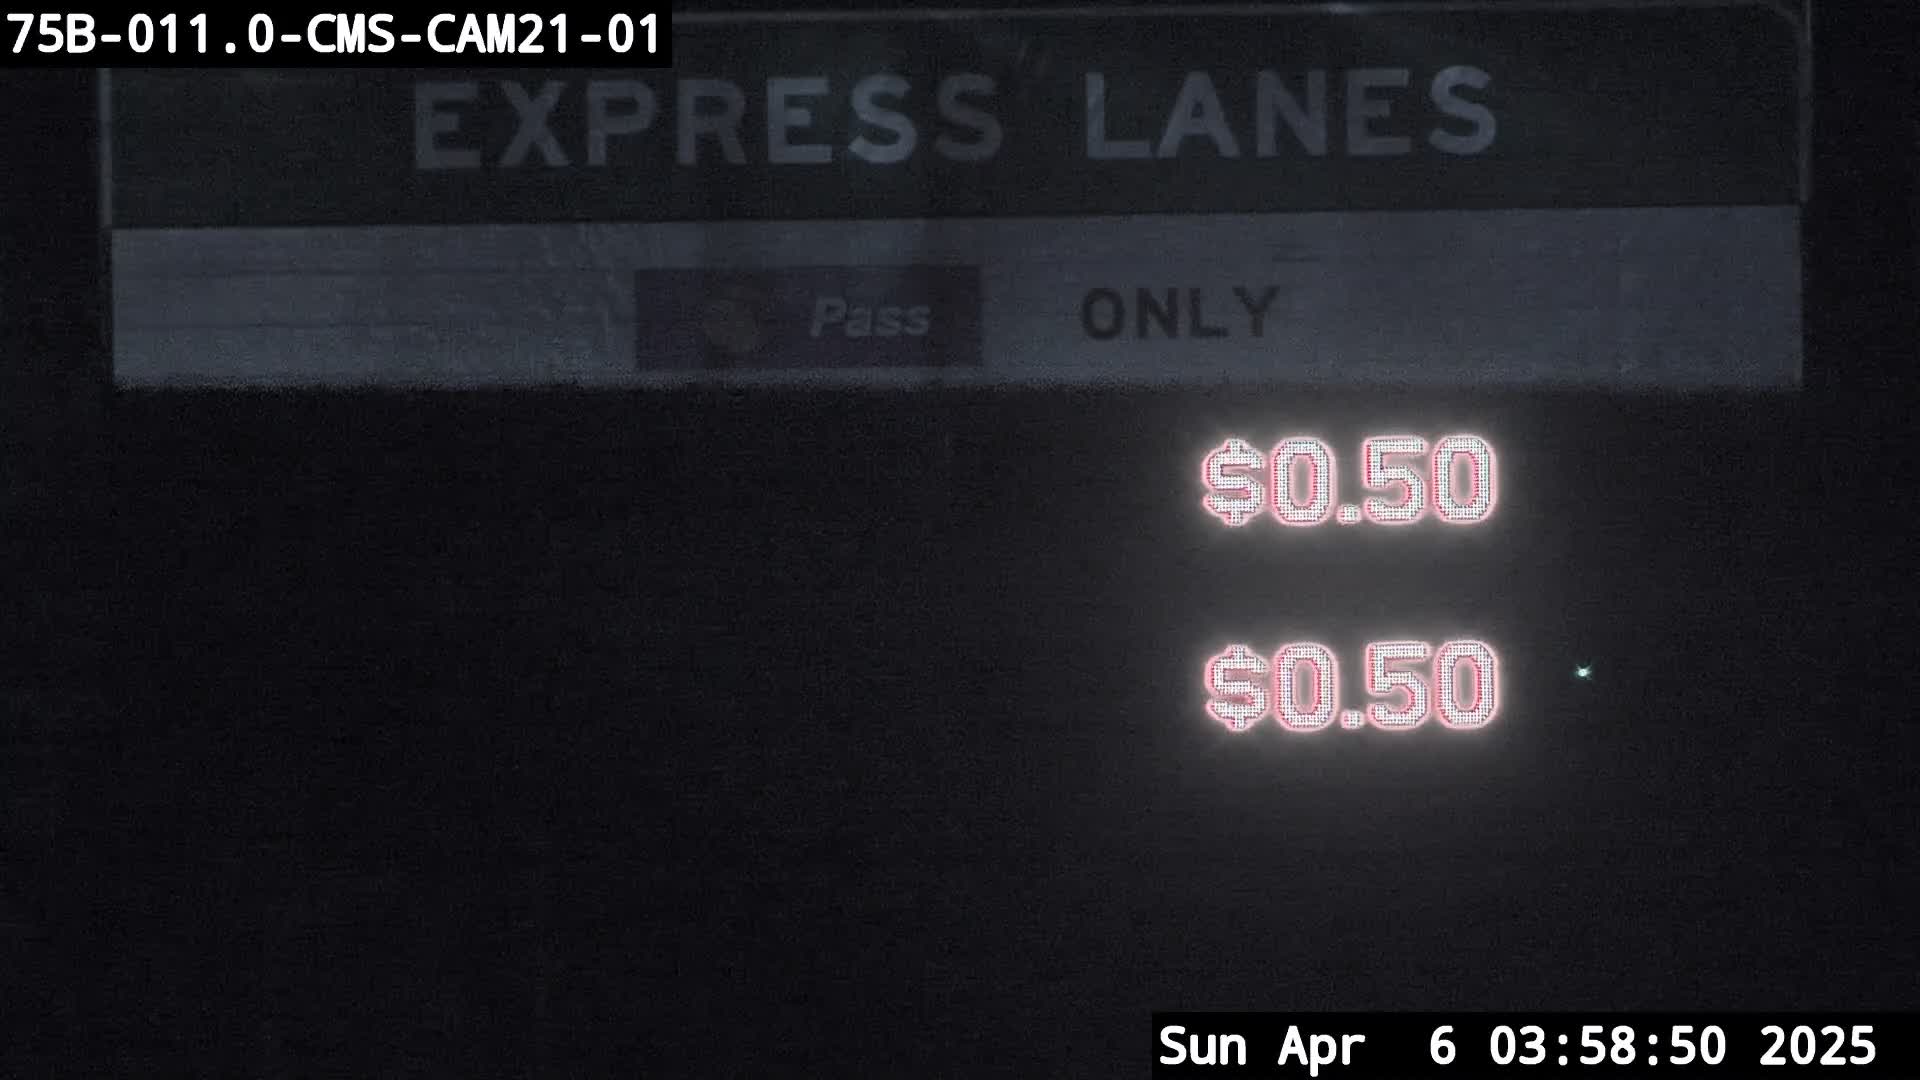 75B-011.0-CMS-CAM21-01
EXPRESS LANES
Pass ONLY
$0.50
$0.50
Sun Apr 6 03:58:50 2025